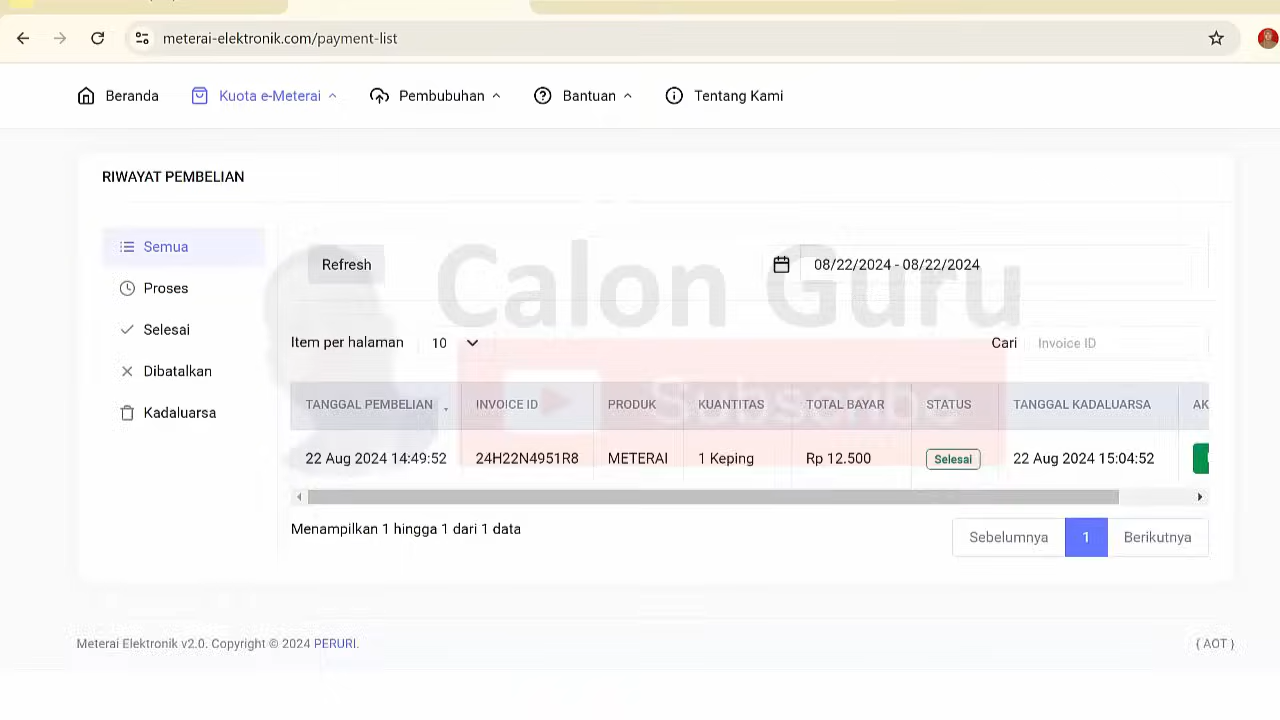 meterai-elektronik.com/payment-list
Beranda Kuota e-Meterai Pembubuhan Bantuan Tentang Kami
RIWAYAT PEMBELIAN
Semua
Proses
Selesai
Dibatalkan
Kadaluarsa
Refresh 08/22/2024 - 08/22/2024
Calon Guru
Item per halaman 10 Cari Invoice ID
Subscribe
TANGGAL PEMBELIAN INVOICE ID PRODUK KUANTITAS TOTAL BAYAR STATUS TANGGAL KADALUARSA AK
22 Aug 2024 14:49:52 24H22N4951R8 METERAI 1 Keping Rp 12.500 Selesai 22 Aug 2024 15:04:52
Menampilkan 1 hingga 1 dari 1 data
Sebelumnya 1 Berikutnya
Meterai Elektronik v2.0. Copyright © 2024 PERURI. { AOT }